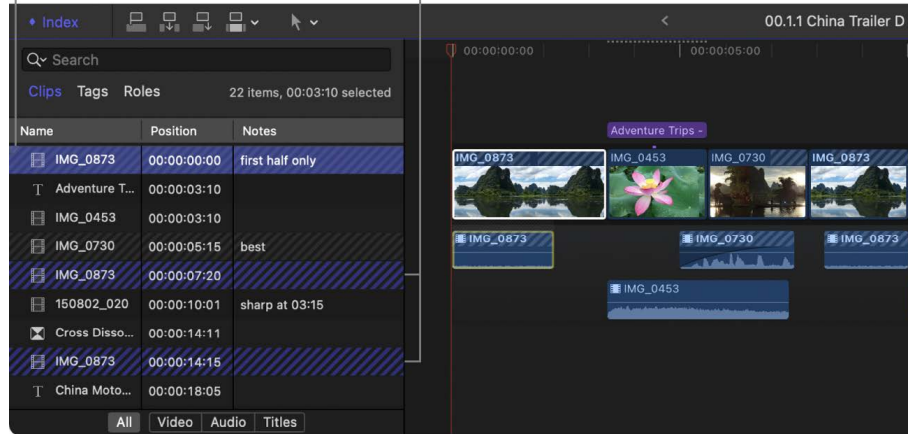 Index
00.1.1 China Trailer D
Search
00:00:00:00
00:00:05:00
Clips Tags Roles 22 items, 00:03:10 selected
Name Position Notes
IMG_0873 00:00:00:00 first half only
T Adventure T... 00:00:03:10
IMG_0453 00:00:03:10
IMG_0730 00:00:05:15 best
IMG_0873 00:00:07:20
150802_020 00:00:10:01 sharp at 03:15
Cross Disso... 00:00:14:11
IMG_0873 00:00:14:15
T China Moto... 00:00:18:05
All Video Audio Titles
Adventure Trips -
IMG_0873 IMG_0453 IMG_0730 IMG_0873
IMG_0873 IMG_0730 IMG_0873
IMG_0453